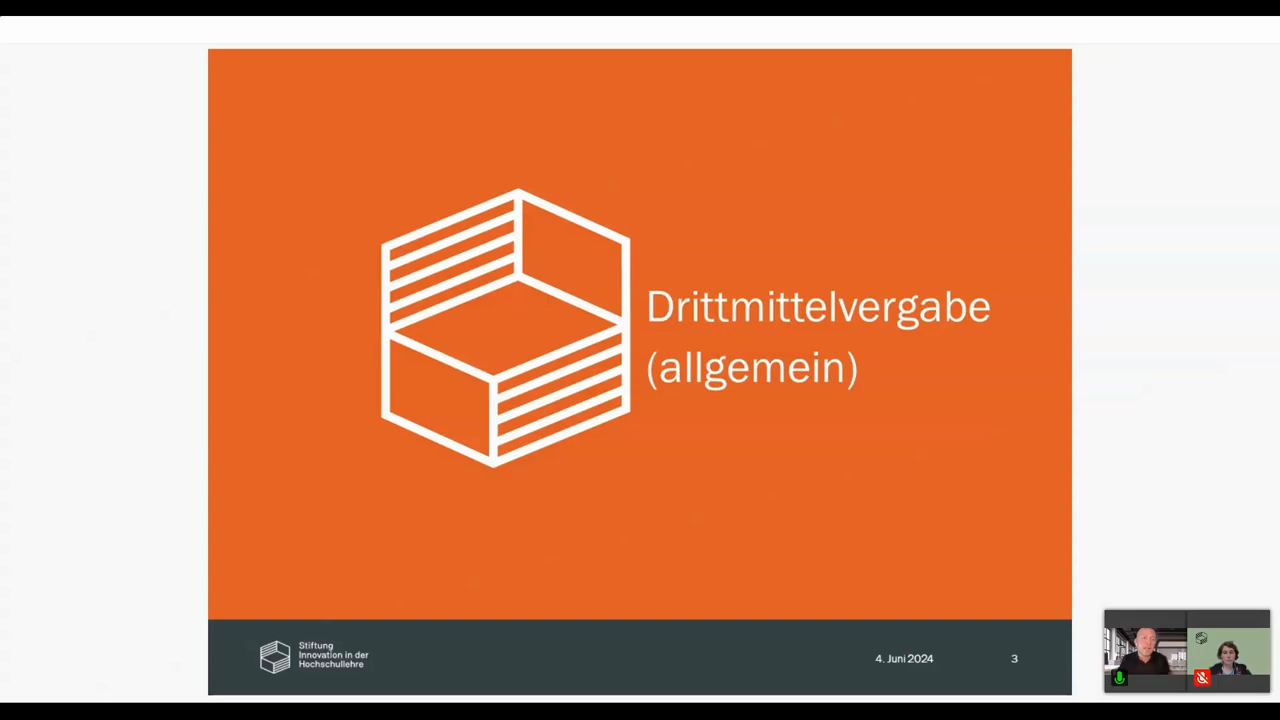 Drittmittelvergabe
(allgemein)
Stiftung
Innovation in der
Hochschullehre
4. Juni 2024
3